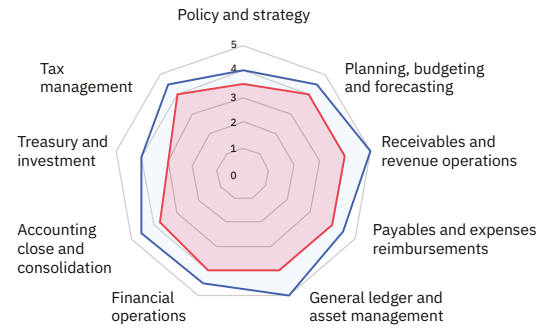 Policy and strategy
5
4
3
2
1
0
Planning, budgeting
and forecasting
Receivables and
revenue operations
Payables and expenses
reimbursements
General ledger and
asset management
Financial
operations
Accounting
close and
consolidation
Treasury and
investment
Tax
management